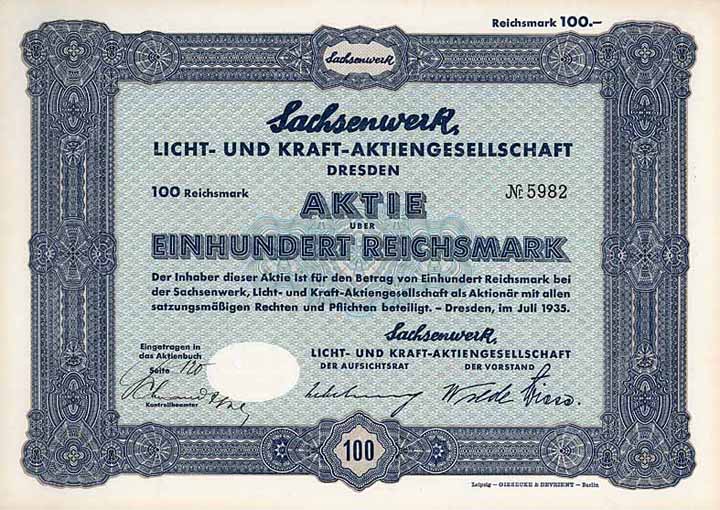 Reichsmark 100.–
Sachsenwerk
Sachsenwerk,
LICHT- UND KRAFT-AKTIENGESELLSCHAFT
DRESDEN
100 Reichsmark
№ 5982
AKTIE
ÜBER
EINHUNDERT REICHSMARK
Der Inhaber dieser Aktie ist für den Betrag von Einhundert Reichsmark bei
der Sachsenwerk, Licht- und Kraft-Aktiengesellschaft als Aktionär mit allen
satzungsmäßigen Rechten und Pflichten beteiligt. – Dresden, im Juli 1935.
Eingetragen in
das Aktienbuch
Seite 120
Kontrollbeamter
Sachsenwerk,
LICHT- UND KRAFT-AKTIENGESELLSCHAFT
DER AUFSICHTSRAT DER VORSTAND
100
Leipzig – GIESECKE & DEVRIENT – Berlin